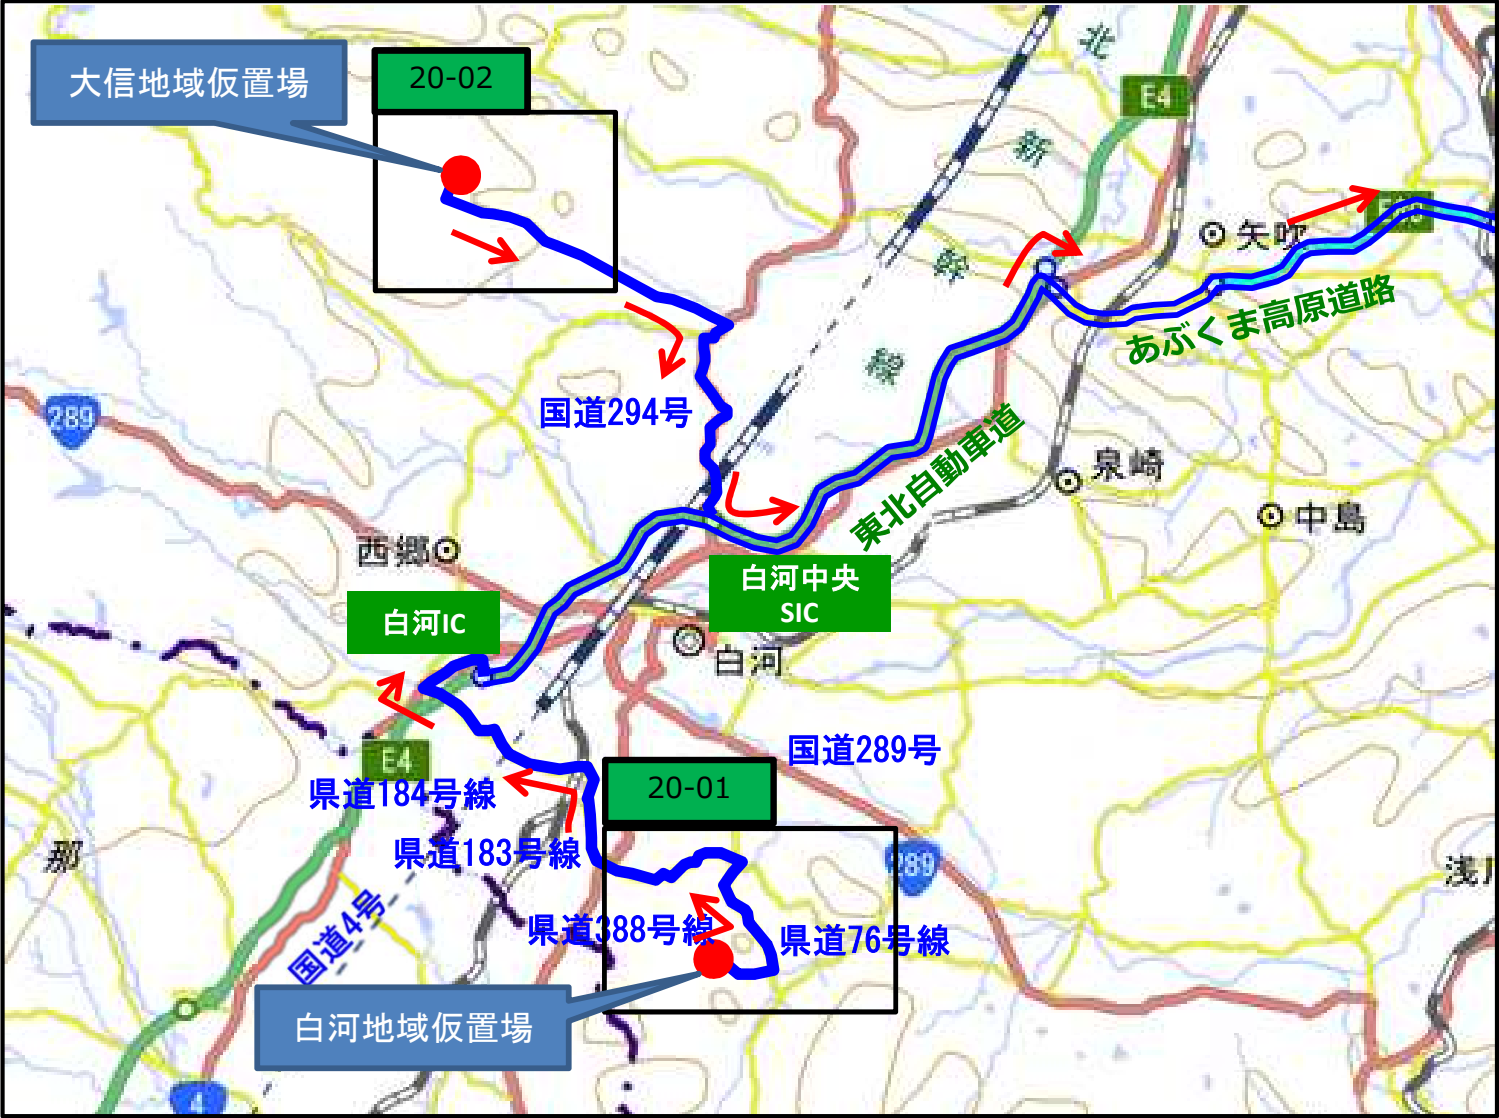 北
大信地域仮置場
20-02
E4
新
矢吹
幹
あぶくま高原道路
線
289
国道294号
東北自動車道
泉崎
中島
西郷
白河中央
SIC
白河IC
白河
国道289号
E4
20-01
県道184号線
県道183号線
那
289
県道388号線
県道76号線
国道4号
白河地域仮置場
4